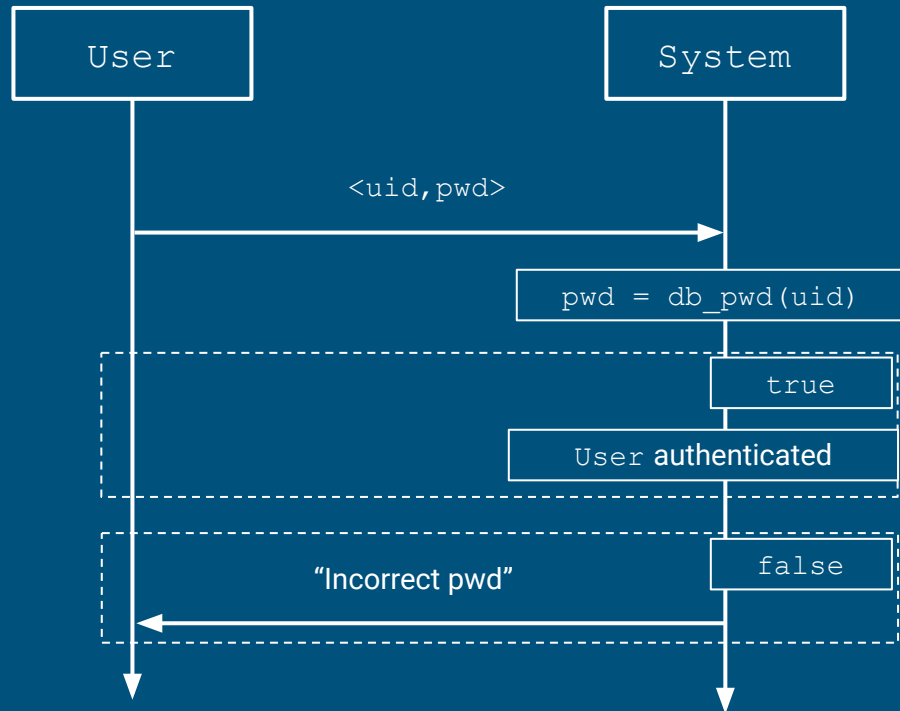 User
System
<uid,pwd>
pwd = db_pwd(uid)
true
User authenticated
false
“Incorrect pwd”